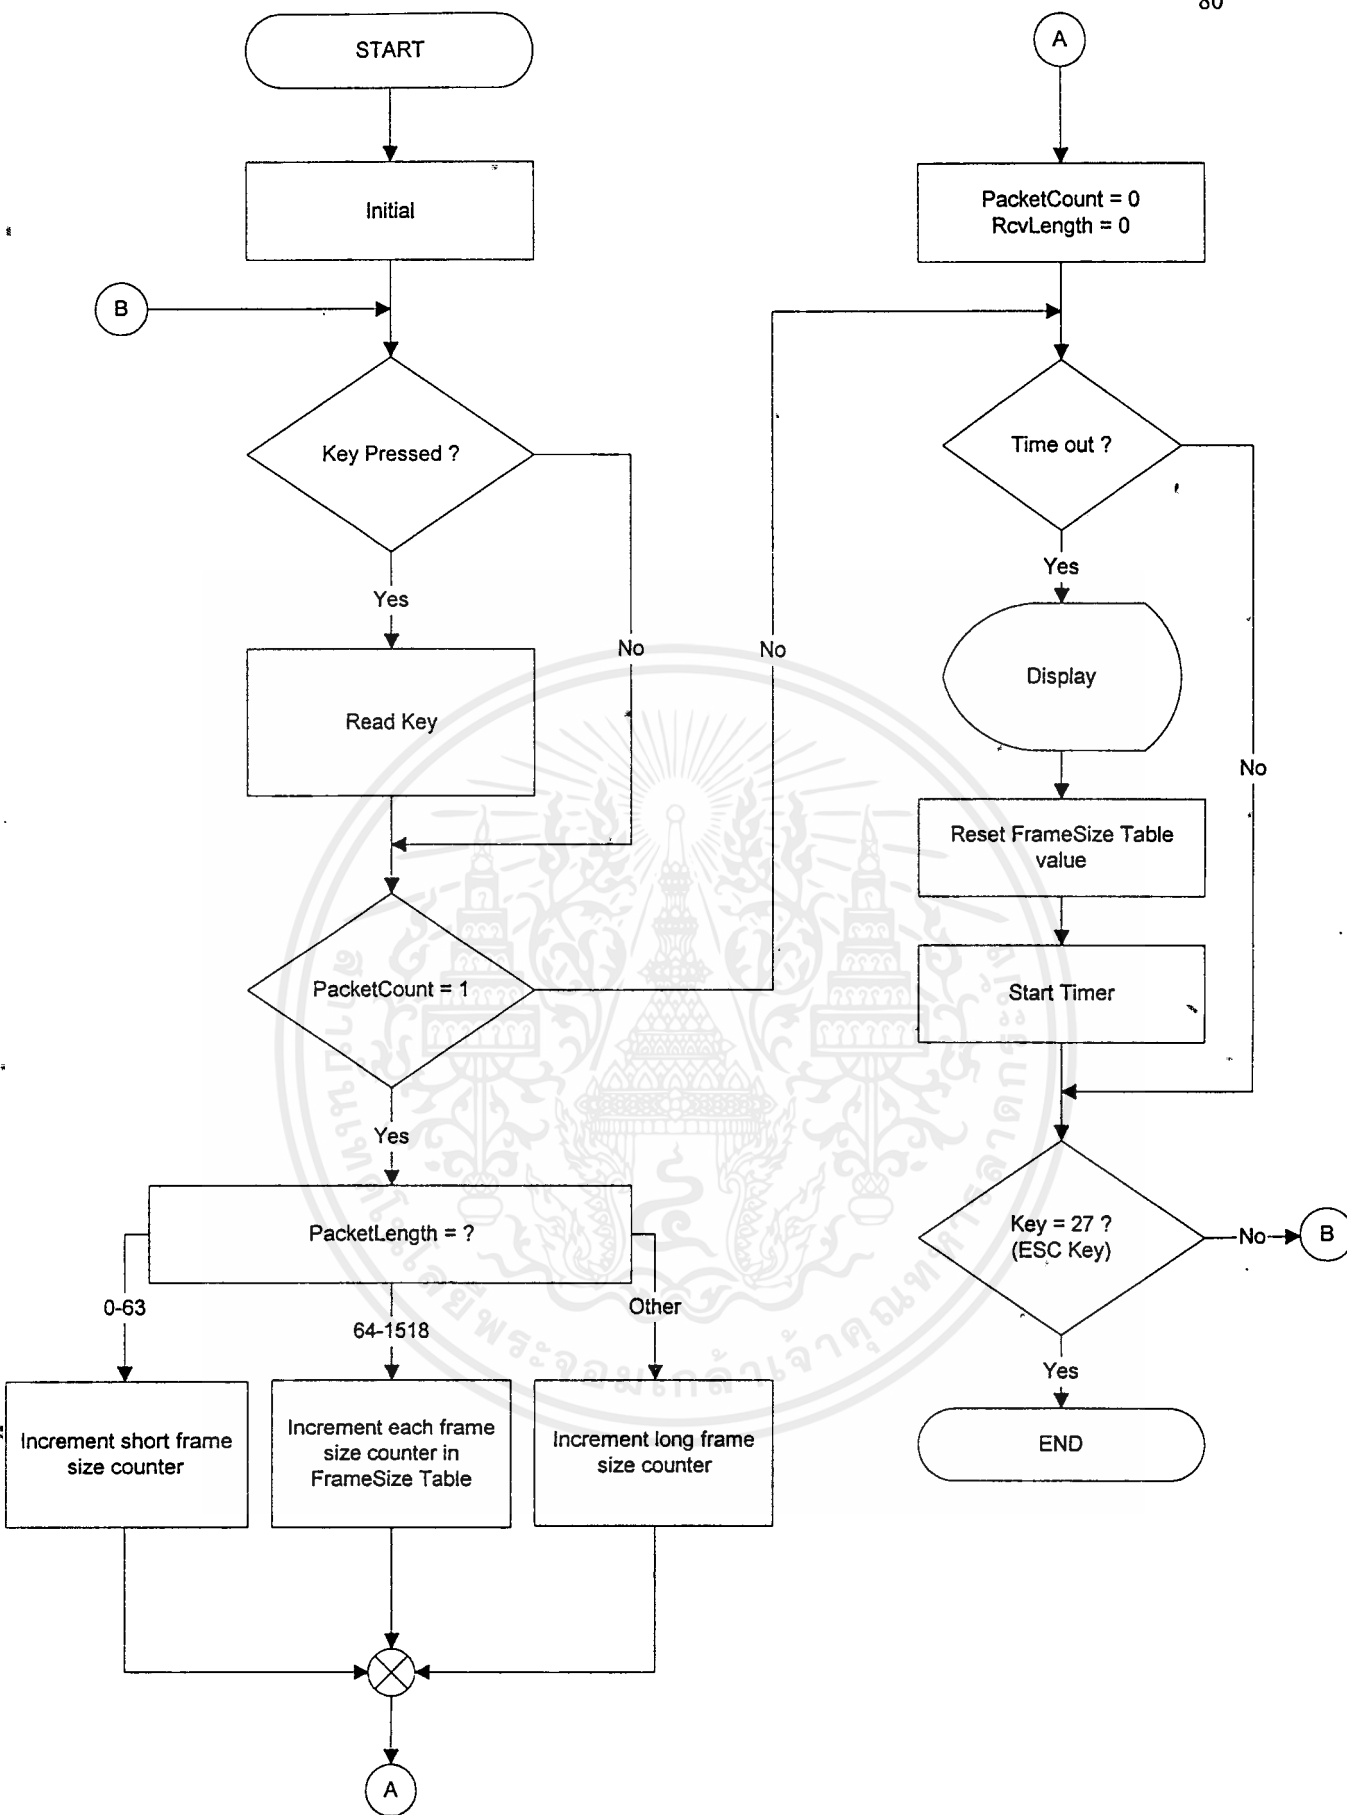 80
START
Initial
B
Key Pressed ?
Yes
No
Read Key
PacketCount = 1
No
Yes
PacketLength = ?
0-63
64-1518
Other
Increment short frame
size counter
Increment each frame
size counter in
FrameSize Table
Increment long frame
size counter
A
A
PacketCount = 0
RcvLength = 0
Time out ?
Yes
No
Display
Reset FrameSize Table
value
Start Timer
Key = 27 ?
(ESC Key)
No
B
Yes
END